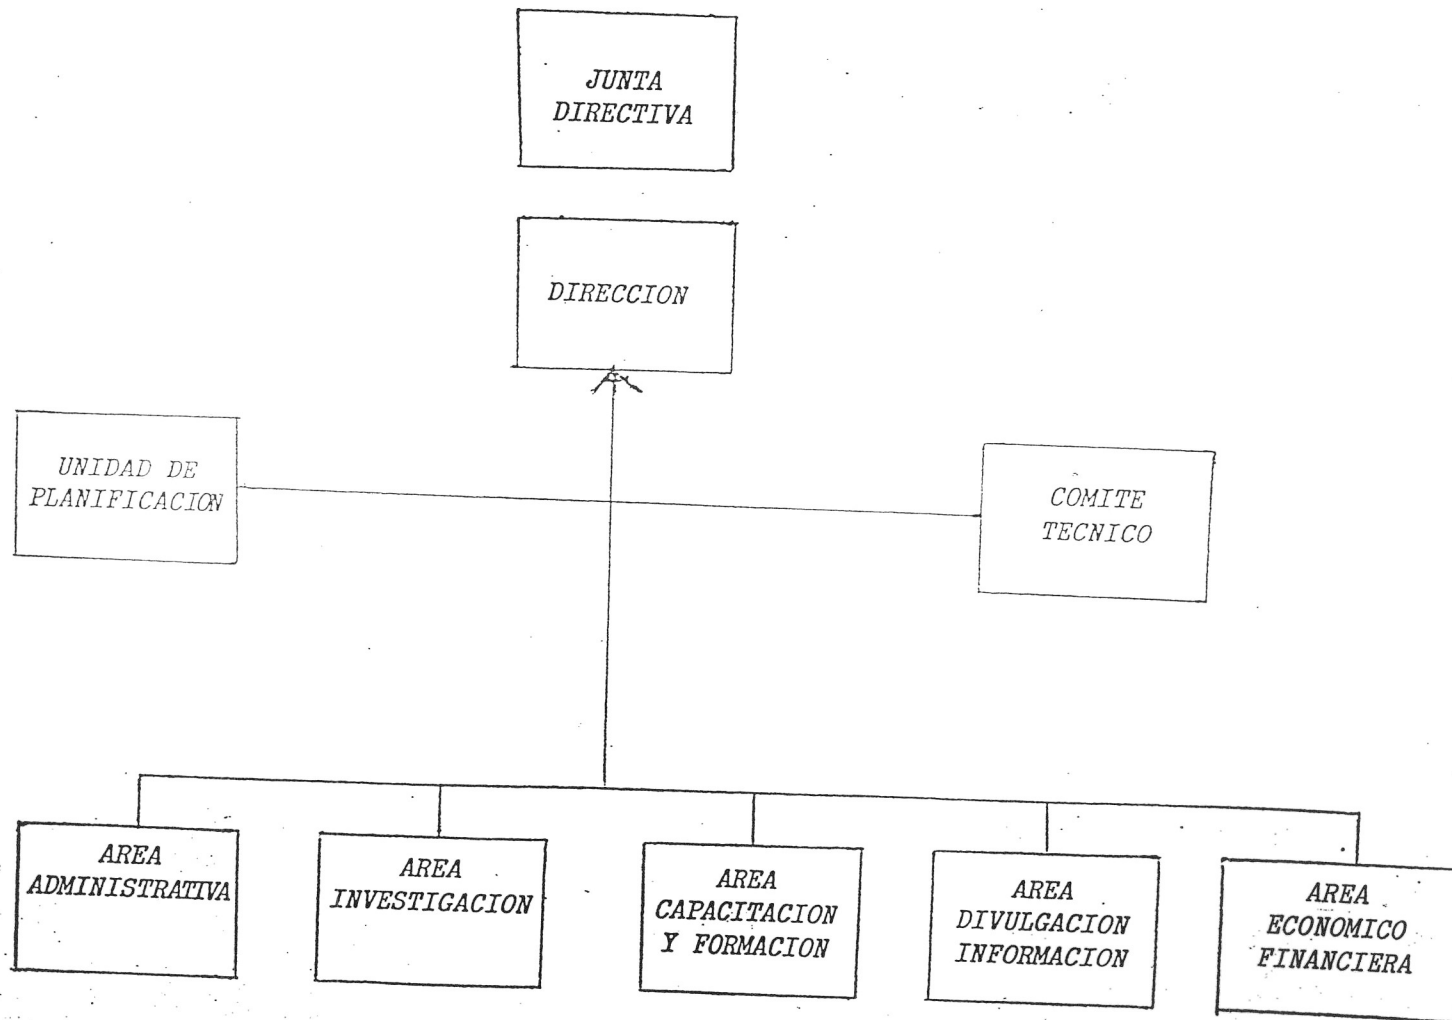 JUNTA
DIRECTIVA
DIRECCION
UNIDAD DE
PLANIFICACION
COMITE
TECNICO
AREA
ADMINISTRATIVA
AREA
INVESTIGACION
AREA
CAPACITACION
Y FORMACION
AREA
DIVULGACION
INFORMACION
AREA
ECONOMICO
FINANCIERA